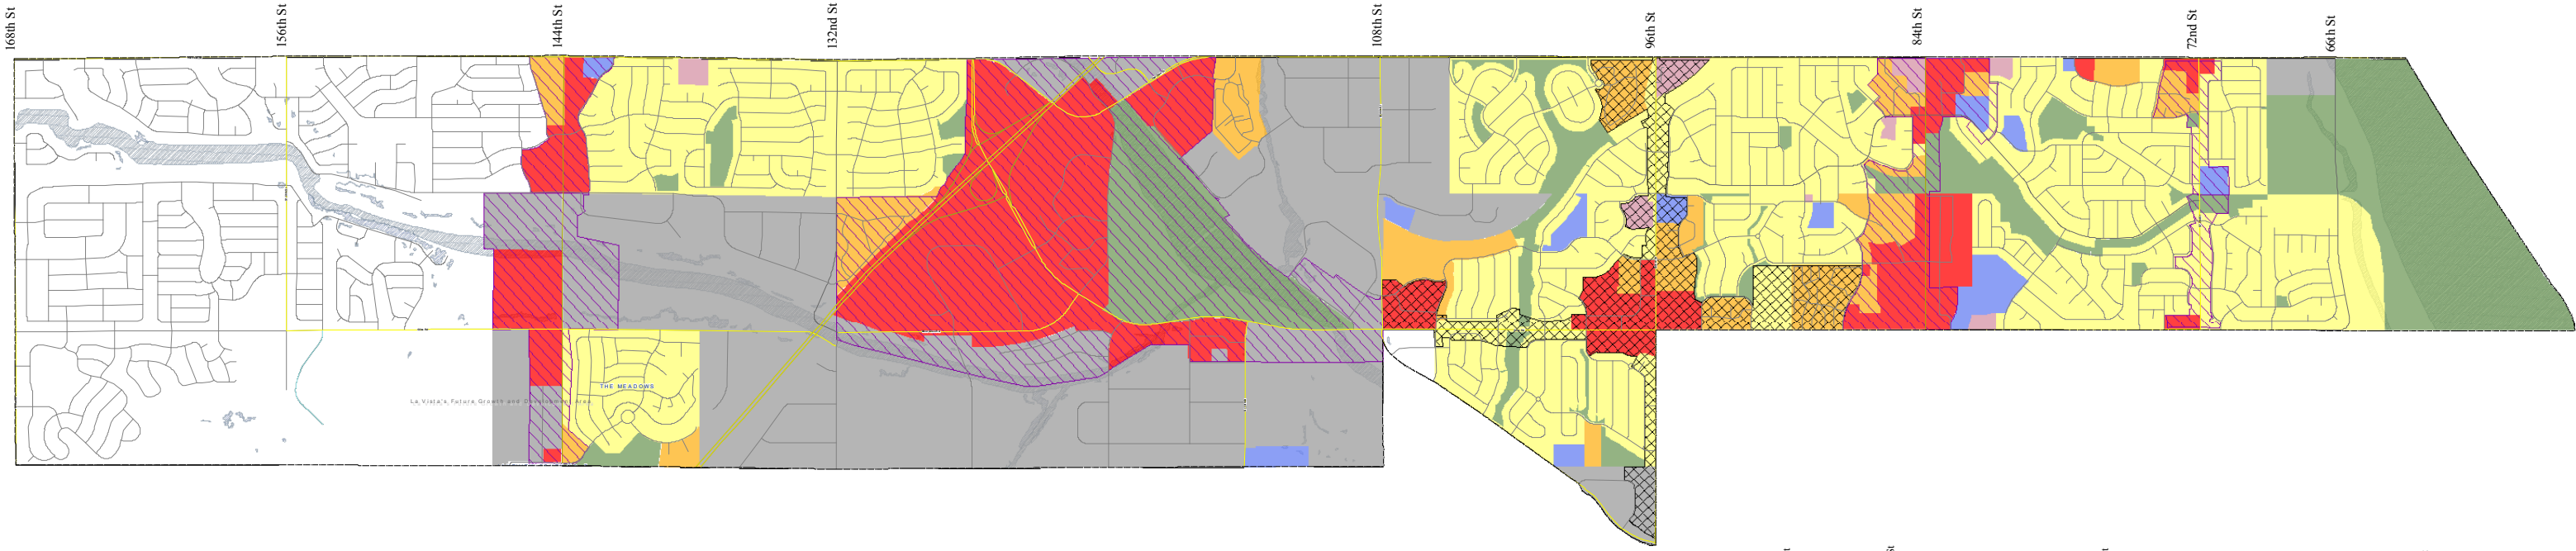 168th St
156th St
144th St
132nd St
108th St
96th St
84th St
72nd St
66th St
THE MEADOWS
La Vista's Future Growth and Development Area